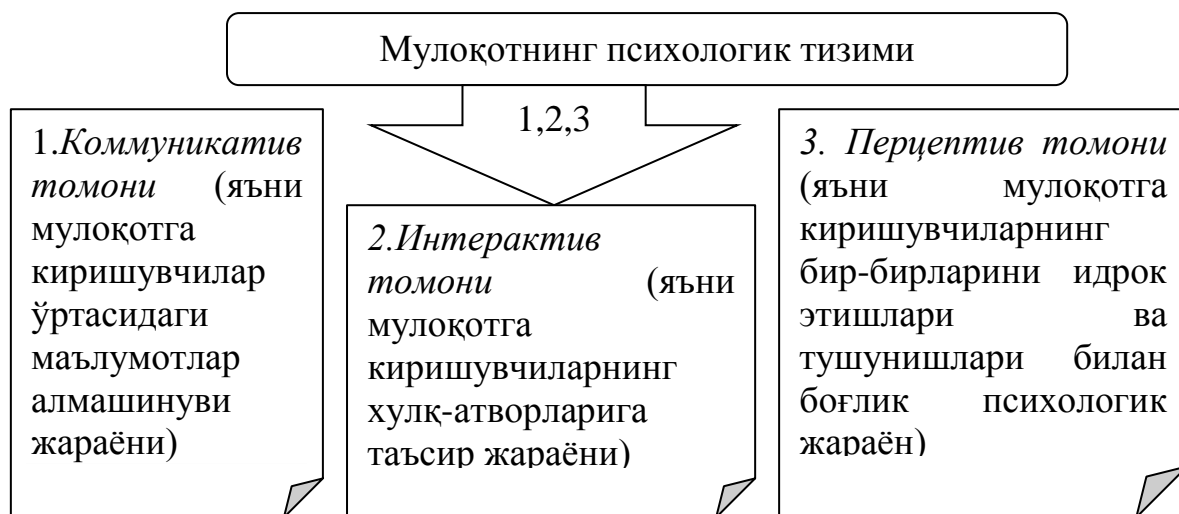 Мулоқотнинг психологик тизими
1,2,3
1.Коммуникатив
томони (яъни
мулоқотга
киришувчилар
ўртасидаги
маълумотлар
алмашинуви
жараёни)
2.Интерактив
томони (яъни
мулоқотга
киришувчиларнинг
хулқ-атворларига
таъсир жараёни)
3. Перцептив томони
(яъни мулоқотга
киришувчиларнинг
бир-бирларини идрок
этишлари ва
тушунишлари билан
боғлик психологик
жараён)